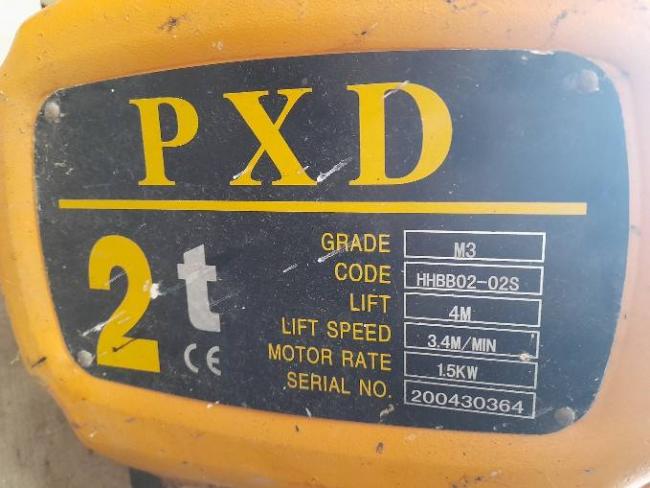 PXD
2t
CE
GRADE M3
CODE HHBB02-02S
LIFT 4M
LIFT SPEED 3.4M/MIN
MOTOR RATE 1.5KW
SERIAL NO. 200430364